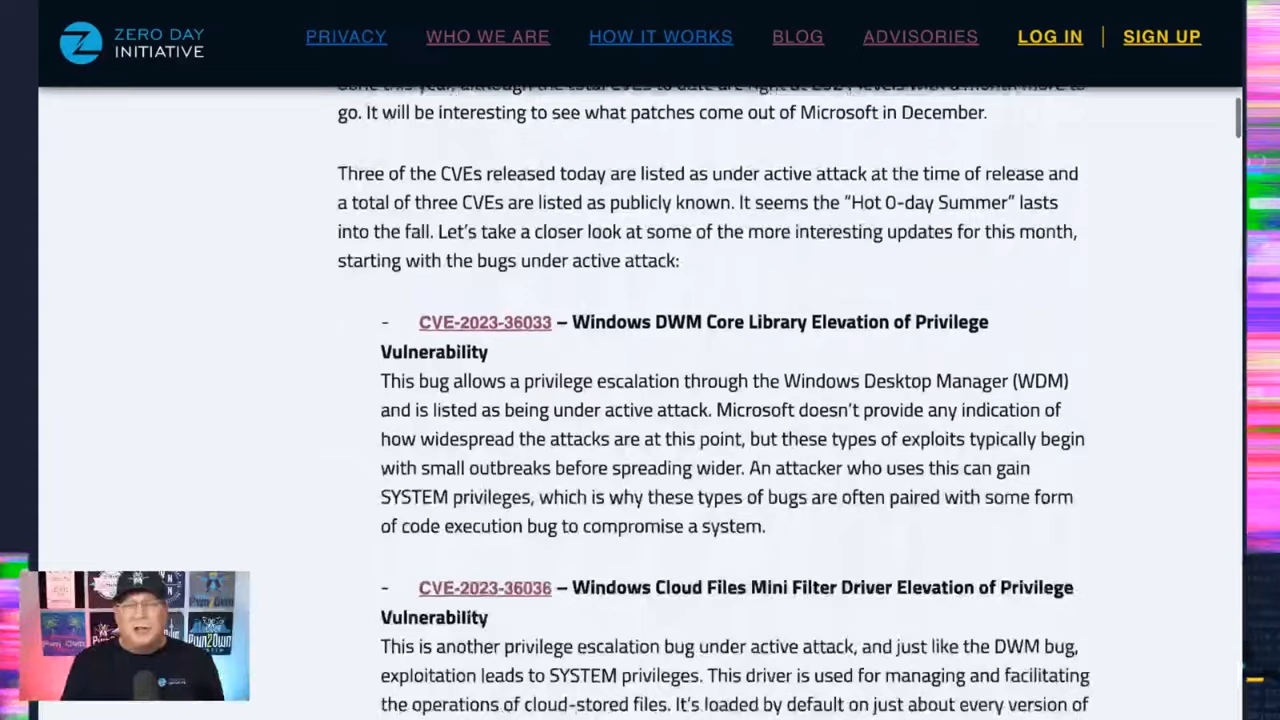 ZERO DAY
INITIATIVE
PRIVACY
WHO WE ARE
HOW IT WORKS
BLOG
ADVISORIES
LOG IN
SIGN UP
go. It will be interesting to see what patches come out of Microsoft in December.
Three of the CVEs released today are listed as under active attack at the time of release and
a total of three CVEs are listed as publicly known. It seems the “Hot 0-day Summer” lasts
into the fall. Let’s take a closer look at some of the more interesting updates for this month,
starting with the bugs under active attack:
- CVE-2023-36033 – Windows DWM Core Library Elevation of Privilege
Vulnerability
This bug allows a privilege escalation through the Windows Desktop Manager (WDM)
and is listed as being under active attack. Microsoft doesn’t provide any indication of
how widespread the attacks are at this point, but these types of exploits typically begin
with small outbreaks before spreading wider. An attacker who uses this can gain
SYSTEM privileges, which is why these types of bugs are often paired with some form
of code execution bug to compromise a system.
- CVE-2023-36036 – Windows Cloud Files Mini Filter Driver Elevation of Privilege
Vulnerability
This is another privilege escalation bug under active attack, and just like the DWM bug,
exploitation leads to SYSTEM privileges. This driver is used for managing and facilitating
the operations of cloud-stored files. It’s loaded by default on just about every version of